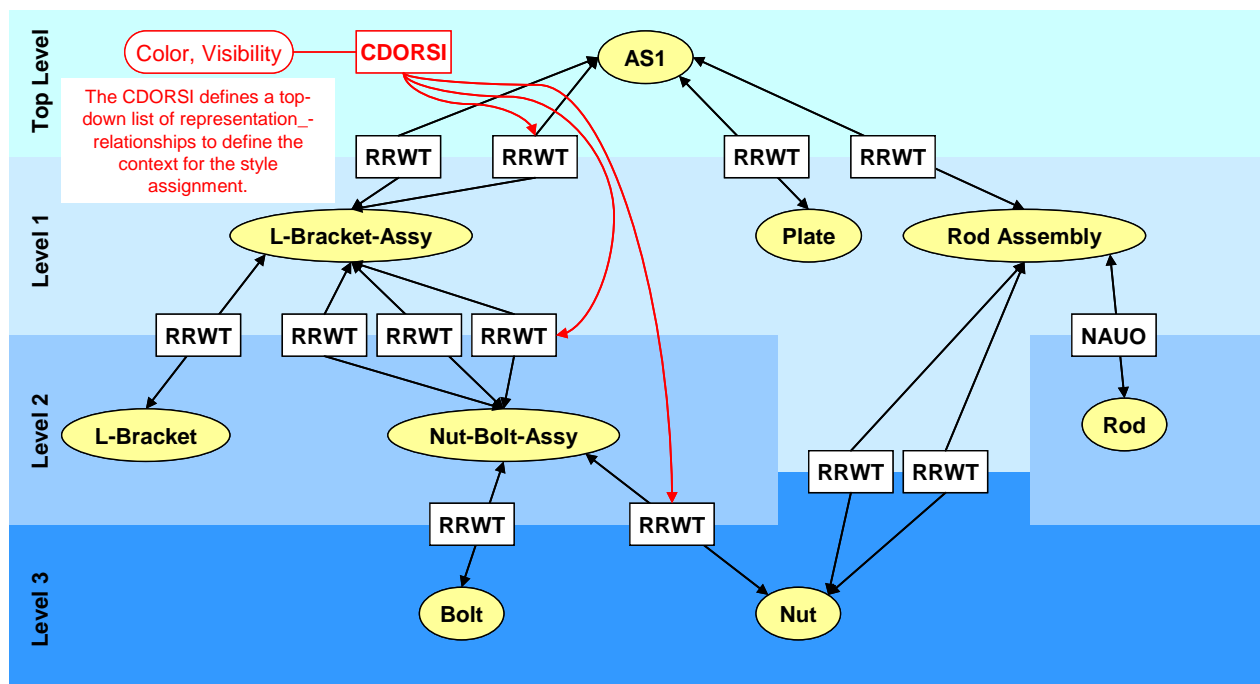 Top Level
Color, Visibility
CDORSI
AS1
The CDORSI defines a top-
down list of representation_-
relationships to define the
context for the style
assignment.
RRWT
RRWT
RRWT
RRWT
Level 1
L-Bracket-Assy
Plate
Rod Assembly
RRWT
RRWT
RRWT
RRWT
NAUO
Level 2
L-Bracket
Nut-Bolt-Assy
Rod
RRWT
RRWT
RRWT
RRWT
Level 3
Bolt
Nut